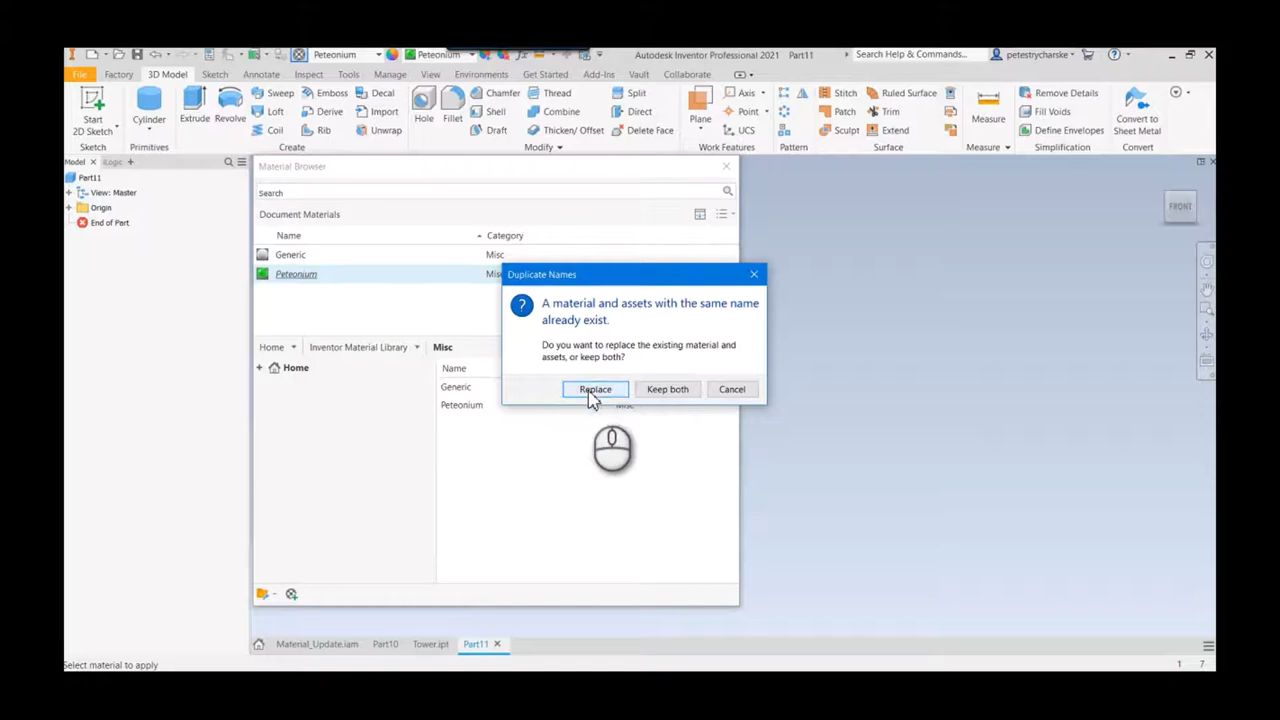 Peteonium
Peteonium
Autodesk Inventor Professional 2021 Part11
Search Help & Commands...
petestrycharske
File Factory 3D Model Sketch Annotate Inspect Tools Manage View Environments Get Started Add-Ins Vault Collaborate
Start
2D Sketch
Sketch
Cylinder
Primitives
Extrude Revolve
Sweep Emboss Decal
Loft Derive Import
Coil Rib Unwrap
Create
Hole Fillet
Chamfer Thread Split
Shell Combine Direct
Draft Thicken/ Offset Delete Face
Modify
Plane
Axis
Point
UCS
Work Features
Pattern
Stitch Ruled Surface
Patch Trim
Sculpt Extend
Surface
Measure
Measure
Remove Details
Fill Voids
Define Envelopes
Simplification
Convert to
Sheet Metal
Convert
Model iLogic
Part11
View: Master
Origin
End of Part
Material Browser
Search
Document Materials
Name Category
Generic Misc
Peteonium Misc
Duplicate Names
A material and assets with the same name
already exist.
Do you want to replace the existing material and
assets, or keep both?
Replace Keep both Cancel
Home Inventor Material Library Misc
Home
Name
Generic
Peteonium Misc
FRONT
Material_Update.iam Part10 Tower.ipt Part11
Select material to apply
1 7